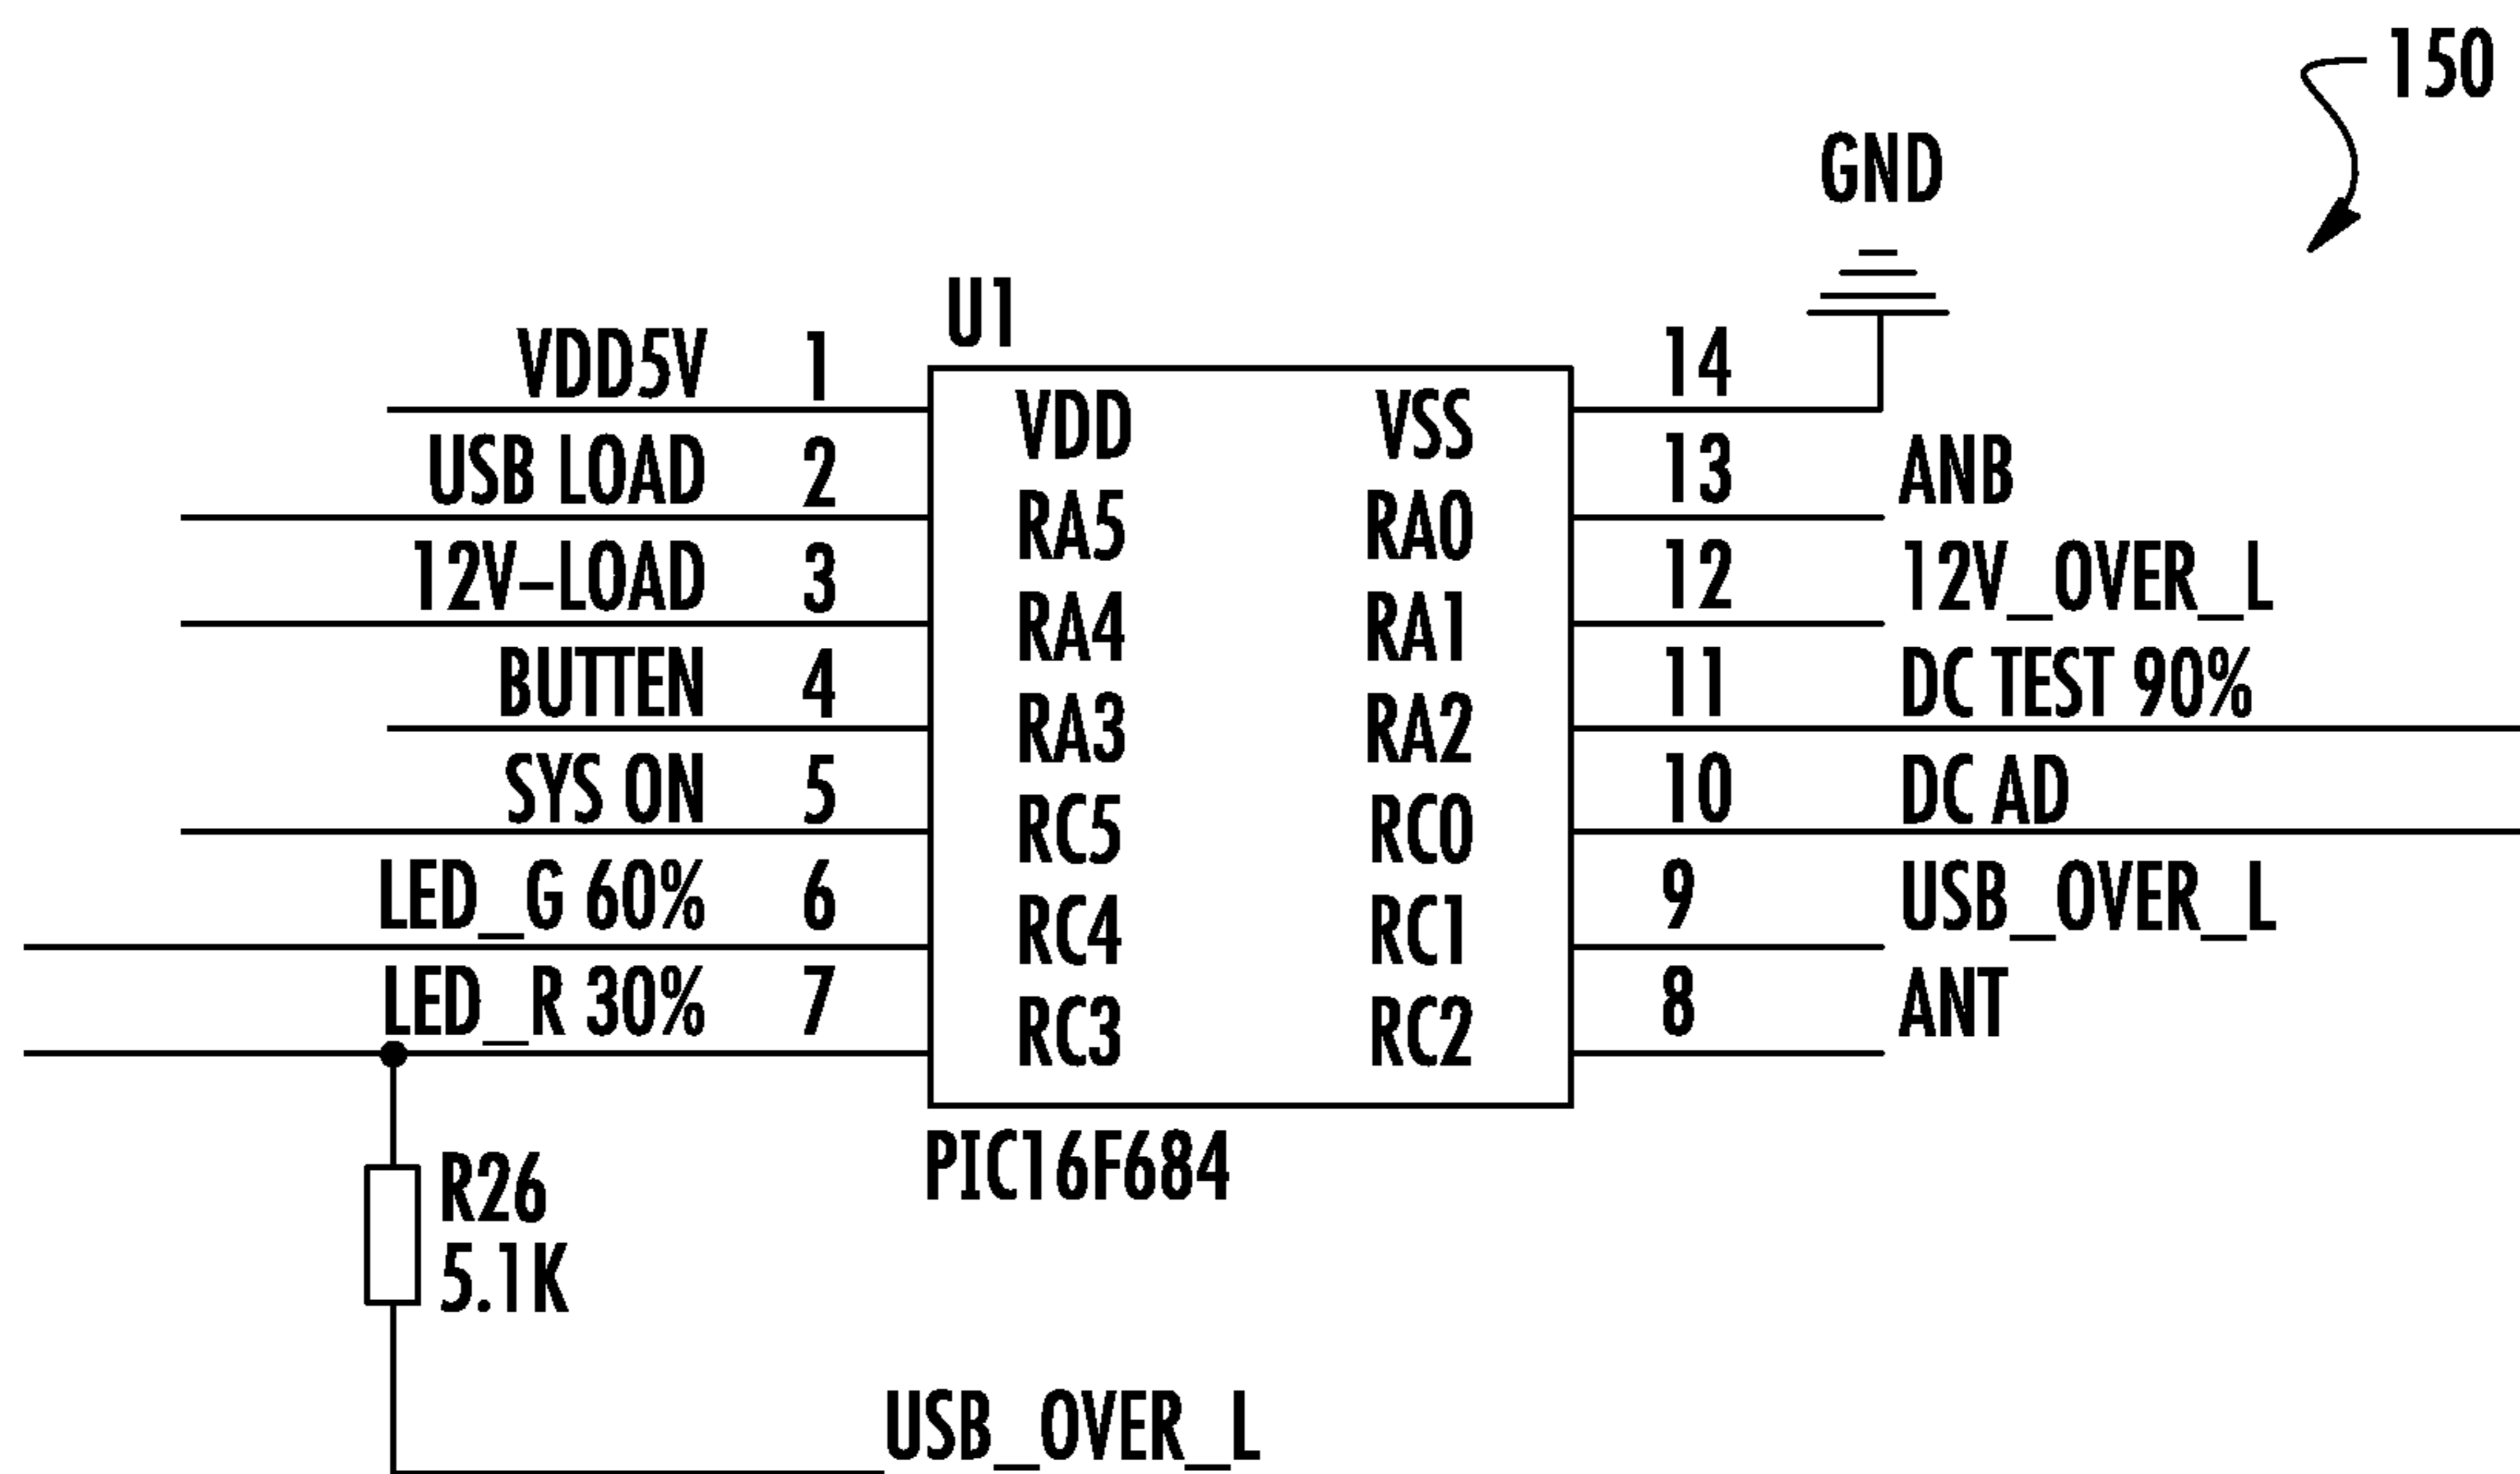 150
GND
U1
VDD5V 1 VDD VSS 14
USB LOAD 2 RA5 RA0 13 ANB
12V–LOAD 3 RA4 RA1 12 12V_OVER_L
BUTTEN 4 RA3 RA2 11 DC TEST 90%
SYS ON 5 RC5 RC0 10 DC AD
LED_G 60% 6 RC4 RC1 9 USB_OVER_L
LED_R 30% 7 RC3 RC2 8 ANT
PIC16F684
R26
5.1K
USB_OVER_L